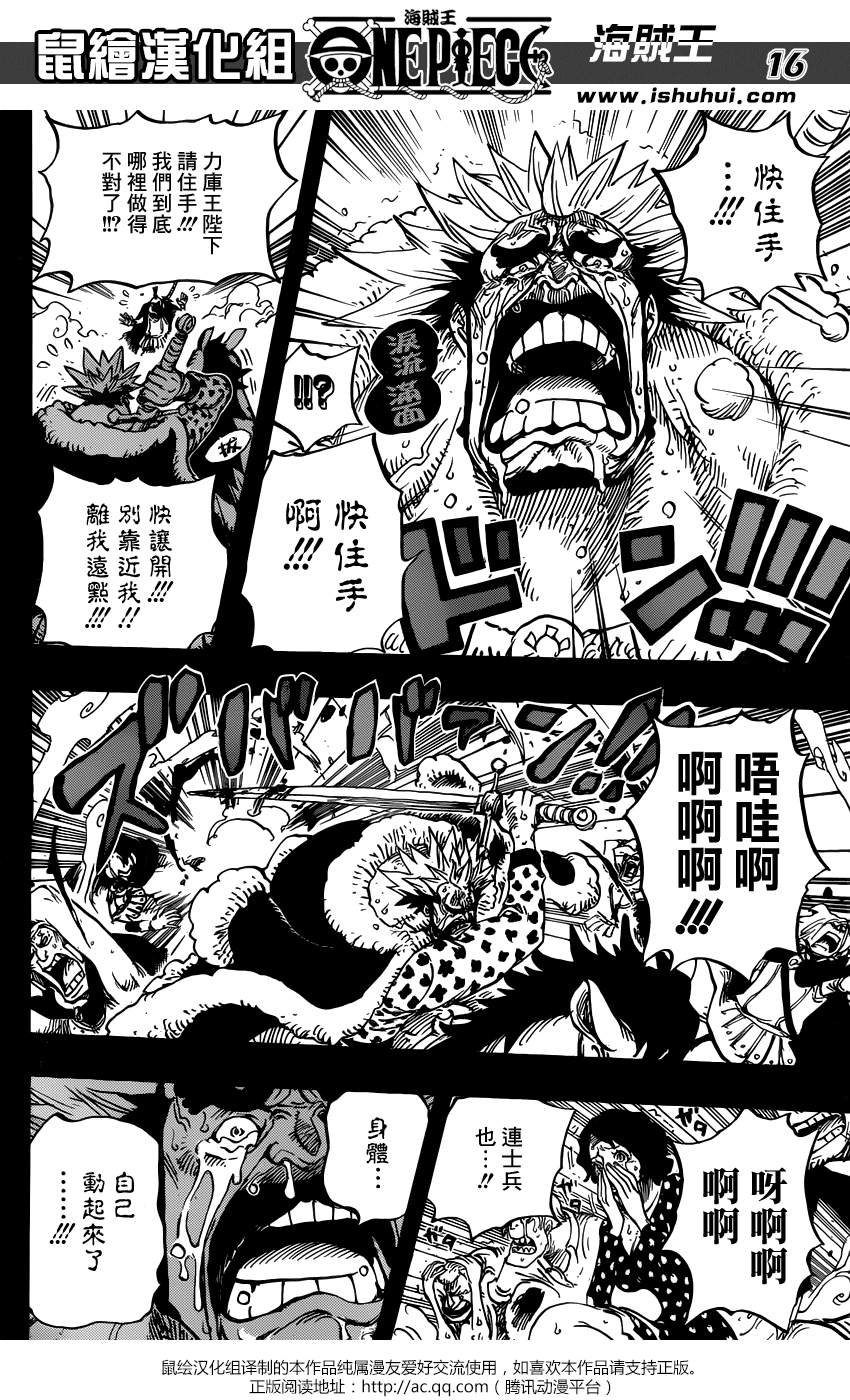 鼠繪漢化組
海賊王
ONE PIECE
海賊王
16
www.ishuhui.com
快住手
…!!!
力庫王陛下
請住手!!!
我們到底
哪裡做得
不對了!!?
淚流滿面
!!?
拔
快住手
啊!!!
快讓開!!!
別靠近我!!
離我遠點!!!
ドン!!!
ズバババァン!!!
唔哇啊
啊啊啊!!!
連士兵
也…!!
呀啊啊
啊啊
身體…
自己
動起來了
……!!!
鼠绘汉化组译制的本作品纯属漫友爱好交流使用，如喜欢本作品请支持正版。
正版阅读地址：http://ac.qq.com（腾讯动漫平台）